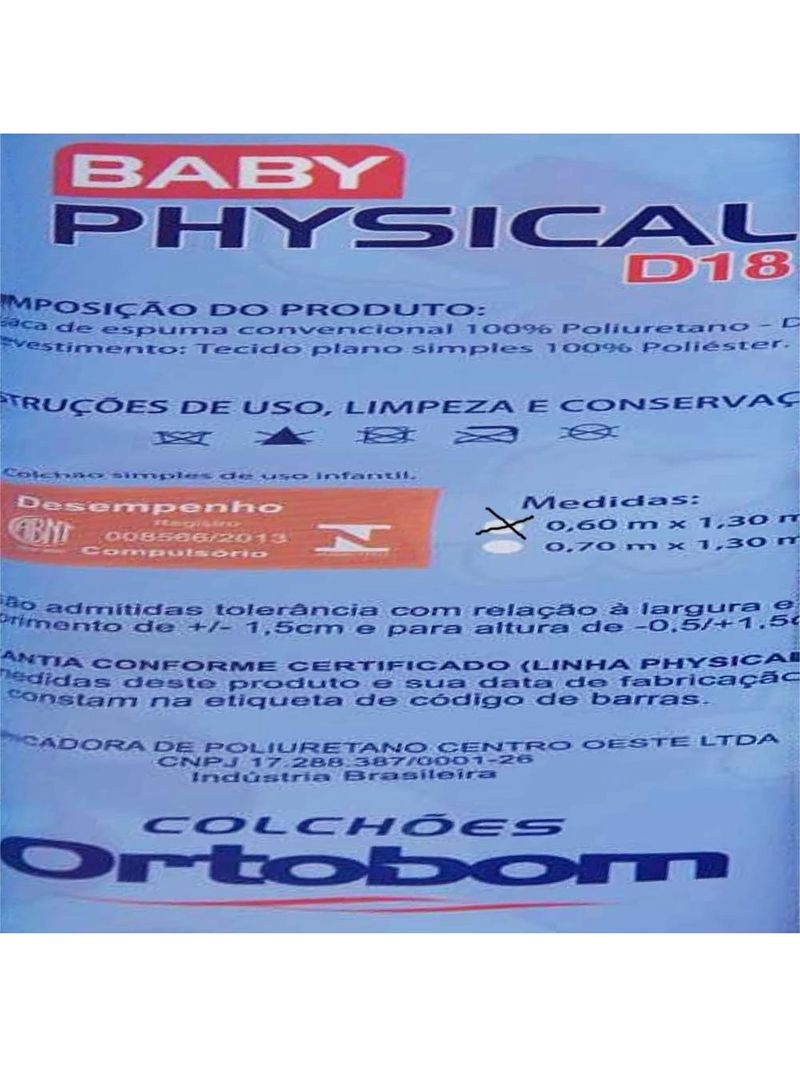 BABY
PHYSICAL
D18
MPOSIÇÃO DO PRODUTO:
aca de espuma convencional 100% Poliuretano - D
evestimento: Tecido plano simples 100% Poliéster.
TRUÇÕES DE USO, LIMPEZA E CONSERVAÇ
Colchão simples de uso infantil.
Desempenho
Registro
ABNT
008566/2013
Compulsório
Medidas:
0,60 m x 1,30 m
0,70 m x 1,30 m
ão admitidas tolerância com relação à largura e
primento de +/- 1,5cm e para altura de -0,5/+1,5c
ANTIA CONFORME CERTIFICADO (LINHA PHYSICAL
medidas deste produto e sua data de fabricação
constam na etiqueta de código de barras.
ICADORA DE POLIURETANO CENTRO OESTE LTDA
CNPJ 17.288.387/0001-26
Indústria Brasileira
COLCHÕES
Ortobom